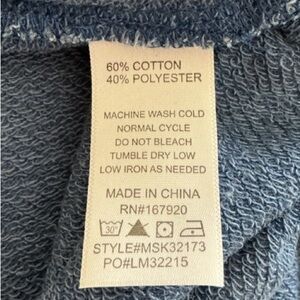 60% COTTON
40% POLYESTER
MACHINE WASH COLD
NORMAL CYCLE
DO NOT BLEACH
TUMBLE DRY LOW
LOW IRON AS NEEDED
MADE IN CHINA
RN#167920
30°
STYLE#MSK32173
PO#LM32215